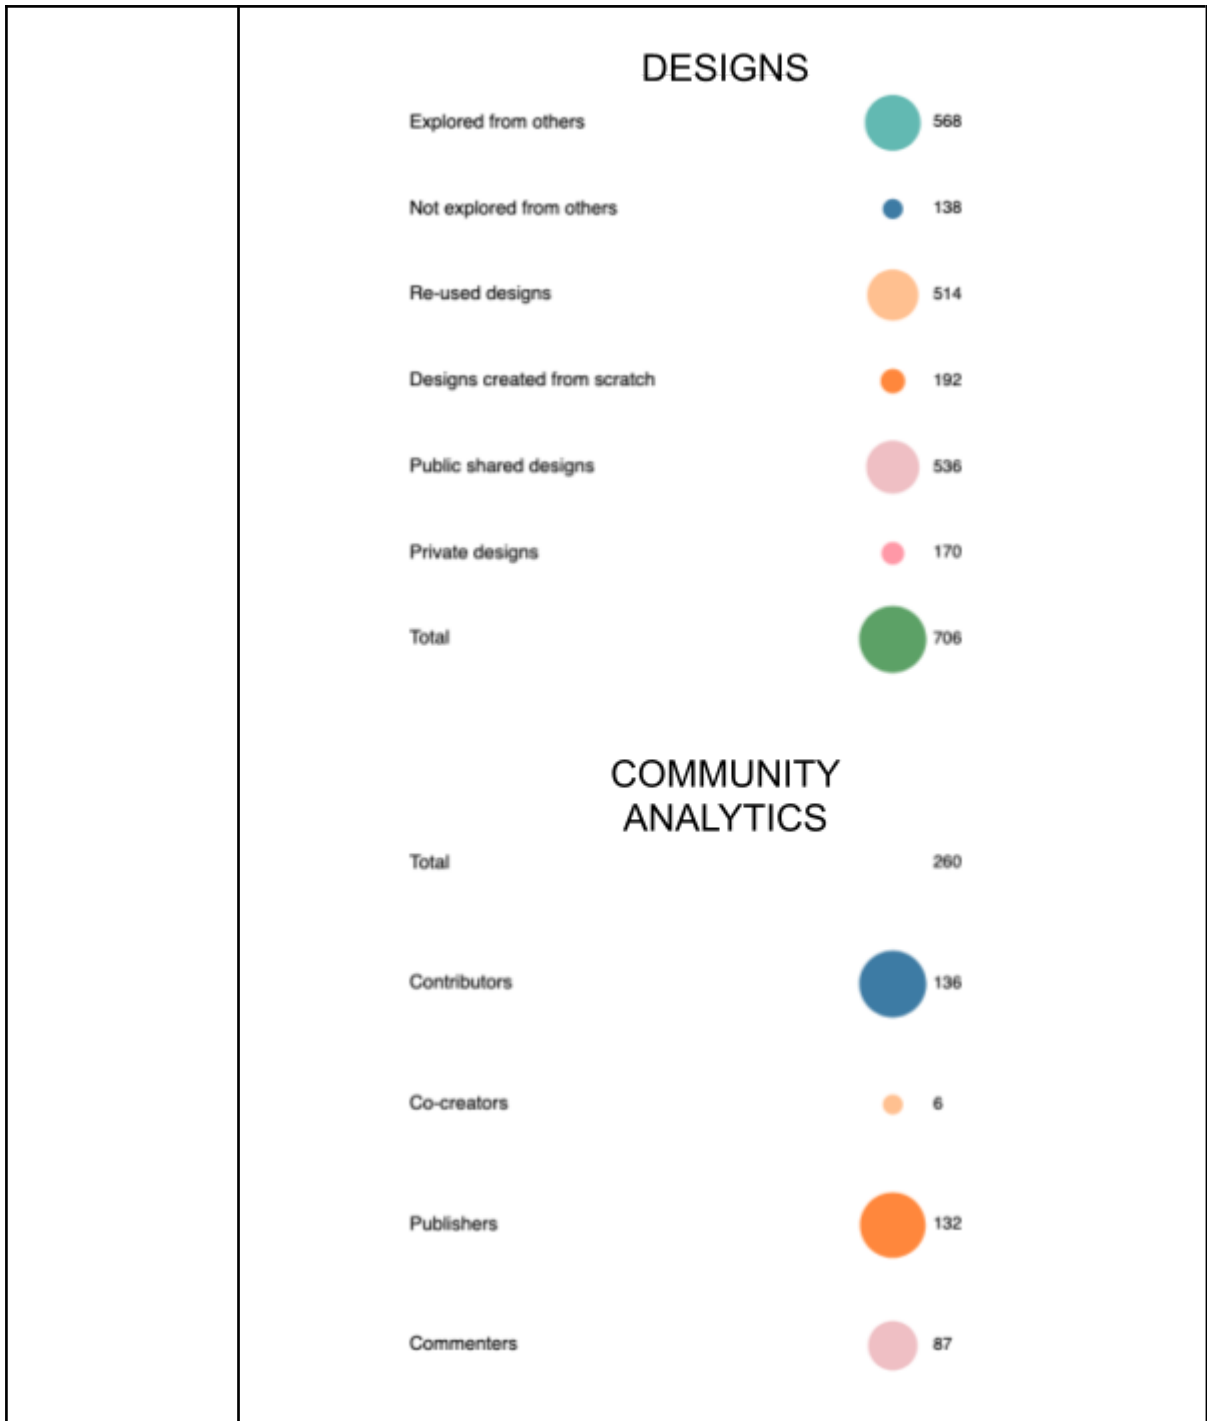 DESIGNS
Explored from others 568
Not explored from others 138
Re-used designs 514
Designs created from scratch 192
Public shared designs 536
Private designs 170
Total 706
COMMUNITY
ANALYTICS
Total 260
Contributors 136
Co-creators 6
Publishers 132
Commenters 87